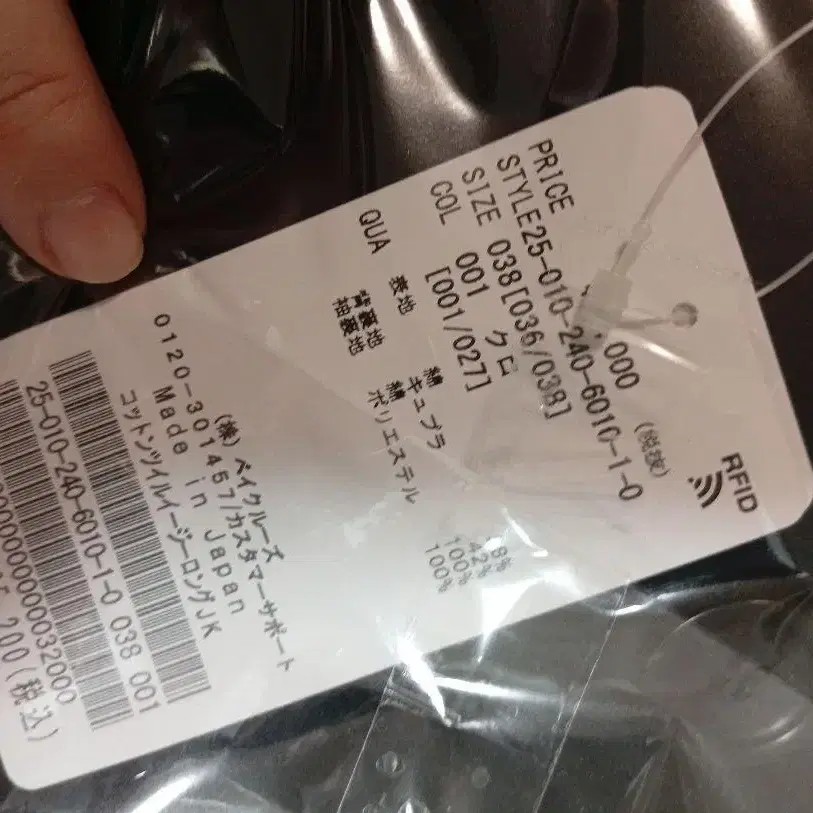 RFID
PRICE ,000 (税抜)
STYLE25-010-240-6010-1-0
SIZE 038[036/038]
COL 001 クロ
[001/027]
QUA 表地 綿
キュプラ 42%
背裏地 綿 100%
袖裏地 ポリエステル 100%
(株)ベイクルーズ
0120-301457/カスタマーサポート
Made in Japan
コットンツイルイージーロングJK
25-010-240-6010-1-0 038 001
200(税込)